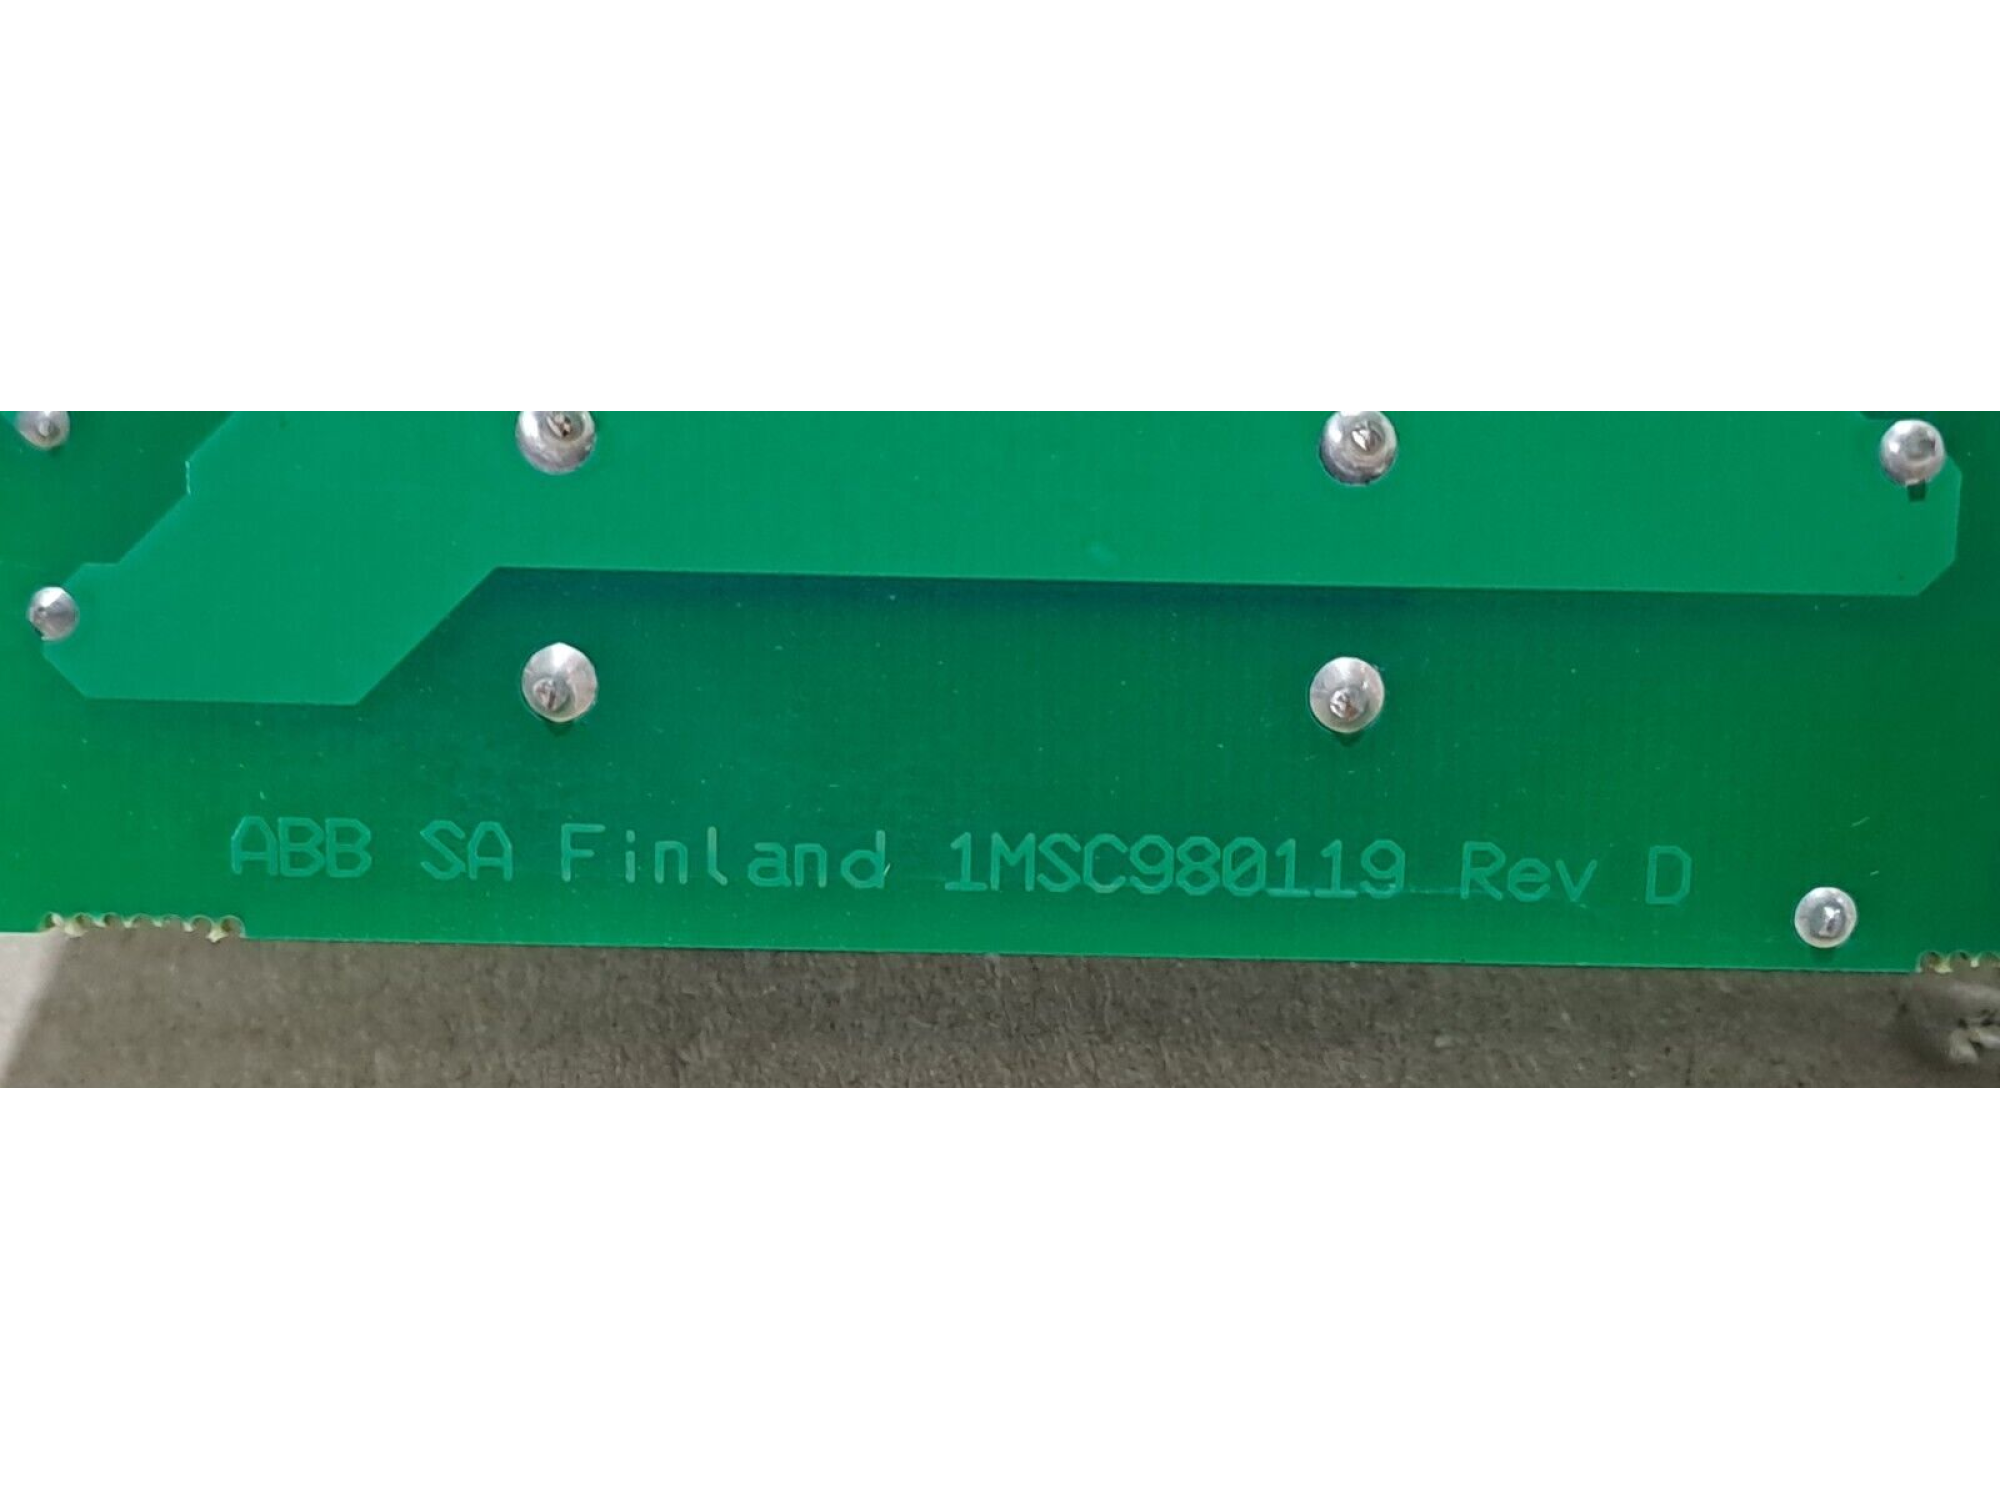 ABB SA Finland 1MSC980119 Rev D